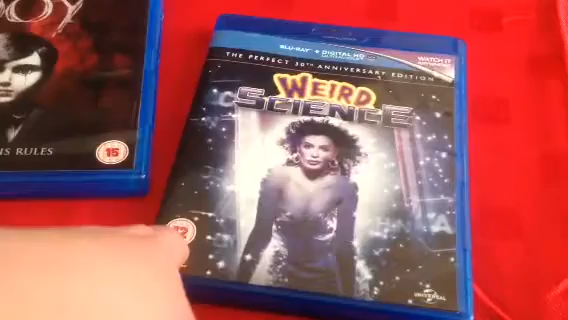 OY
IS RULES
15
BLU-RAY + DIGITAL HD
WATCH IT
THE PERFECT 30TH ANNIVERSARY EDITION
WEIRD
SCIENCE
12
UNIVERSAL